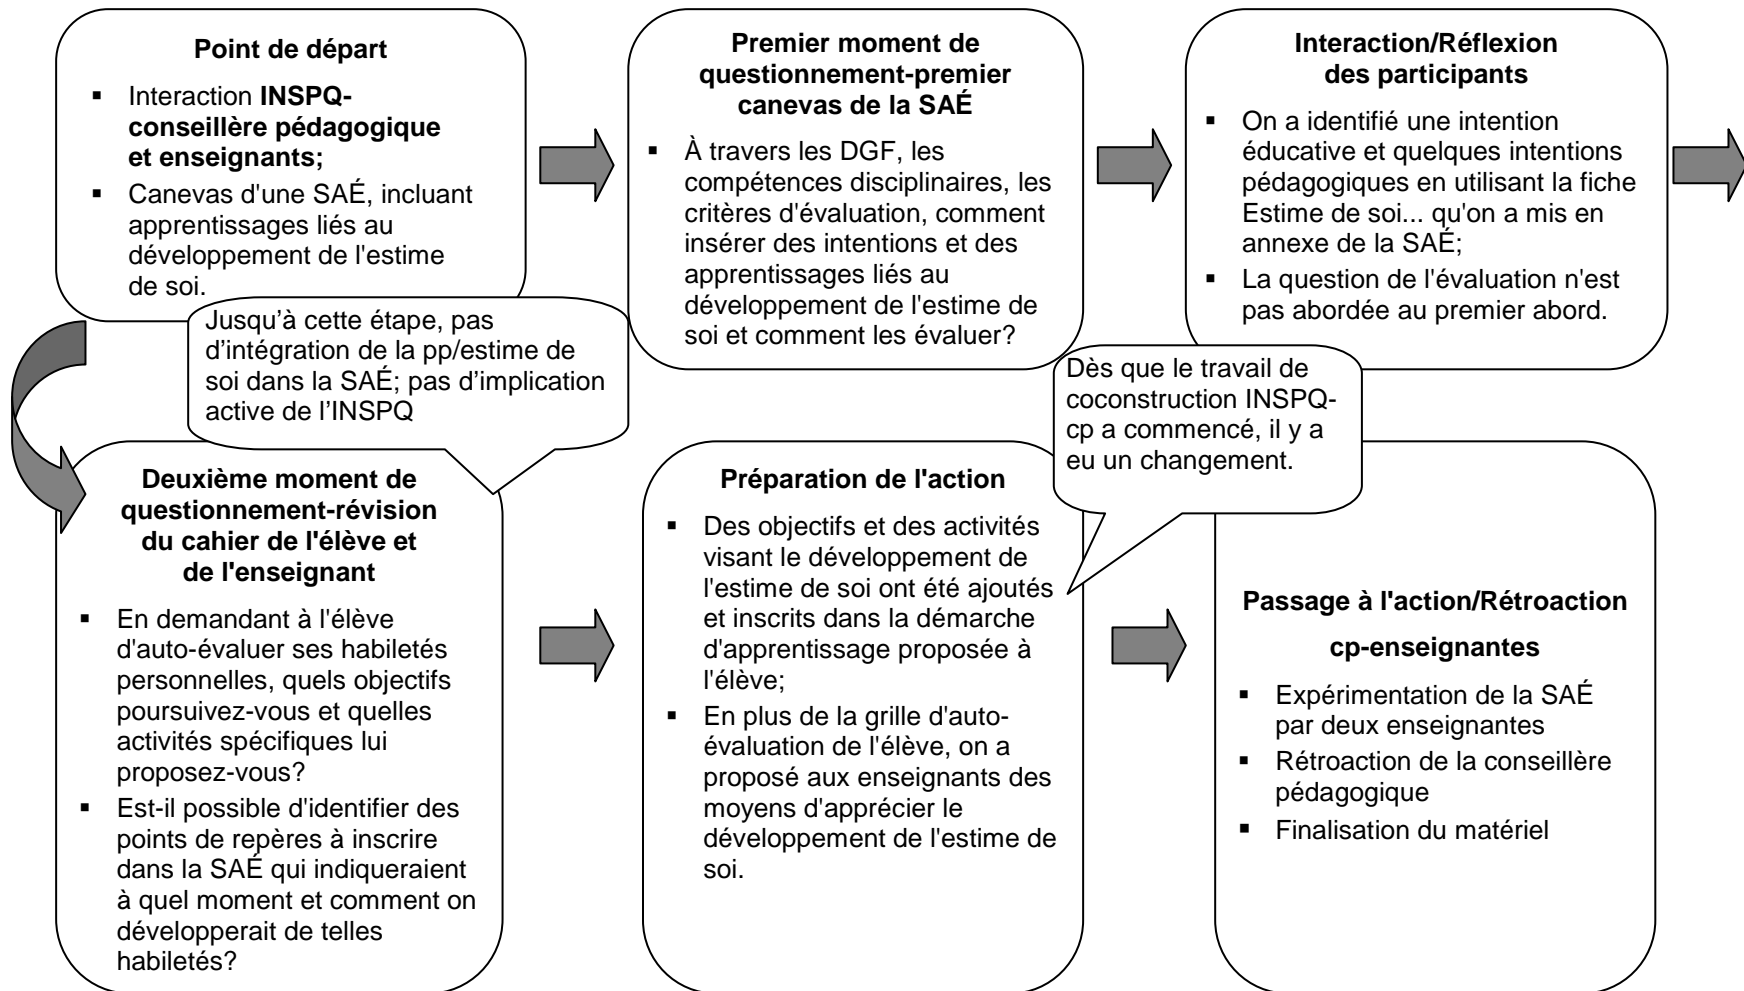 Point de départ
▪ Interaction INSPQ-
conseillère pédagogique
et enseignants;
▪ Canevas d'une SAÉ, incluant
apprentissages liés au
développement de l'estime
de soi.
Premier moment de
questionnement-premier
canevas de la SAÉ
▪ À travers les DGF, les
compétences disciplinaires, les
critères d'évaluation, comment
insérer des intentions et des
apprentissages liés au
développement de l'estime de
soi et comment les évaluer?
Interaction/Réflexion
des participants
▪ On a identifié une intention
éducative et quelques intentions
pédagogiques en utilisant la fiche
Estime de soi... qu'on a mis en
annexe de la SAÉ;
▪ La question de l'évaluation n'est
pas abordée au premier abord.
Jusqu’à cette étape, pas
d’intégration de la pp/estime de
soi dans la SAÉ; pas d’implication
active de l’INSPQ
Dès que le travail de
coconstruction INSPQ-
cp a commencé, il y a
eu un changement.
Deuxième moment de
questionnement-révision
du cahier de l'élève et
de l'enseignant
▪ En demandant à l'élève
d'auto-évaluer ses habiletés
personnelles, quels objectifs
poursuivez-vous et quelles
activités spécifiques lui
proposez-vous?
▪ Est-il possible d'identifier des
points de repères à inscrire
dans la SAÉ qui indiqueraient
à quel moment et comment on
développerait de telles
habiletés?
Préparation de l'action
▪ Des objectifs et des activités
visant le développement de
l'estime de soi ont été ajoutés
et inscrits dans la démarche
d'apprentissage proposée à
l'élève;
▪ En plus de la grille d'auto-
évaluation de l'élève, on a
proposé aux enseignants des
moyens d'apprécier le
développement de l'estime de
soi.
Passage à l'action/Rétroaction
cp-enseignantes
▪ Expérimentation de la SAÉ
par deux enseignantes
▪ Rétroaction de la conseillère
pédagogique
▪ Finalisation du matériel